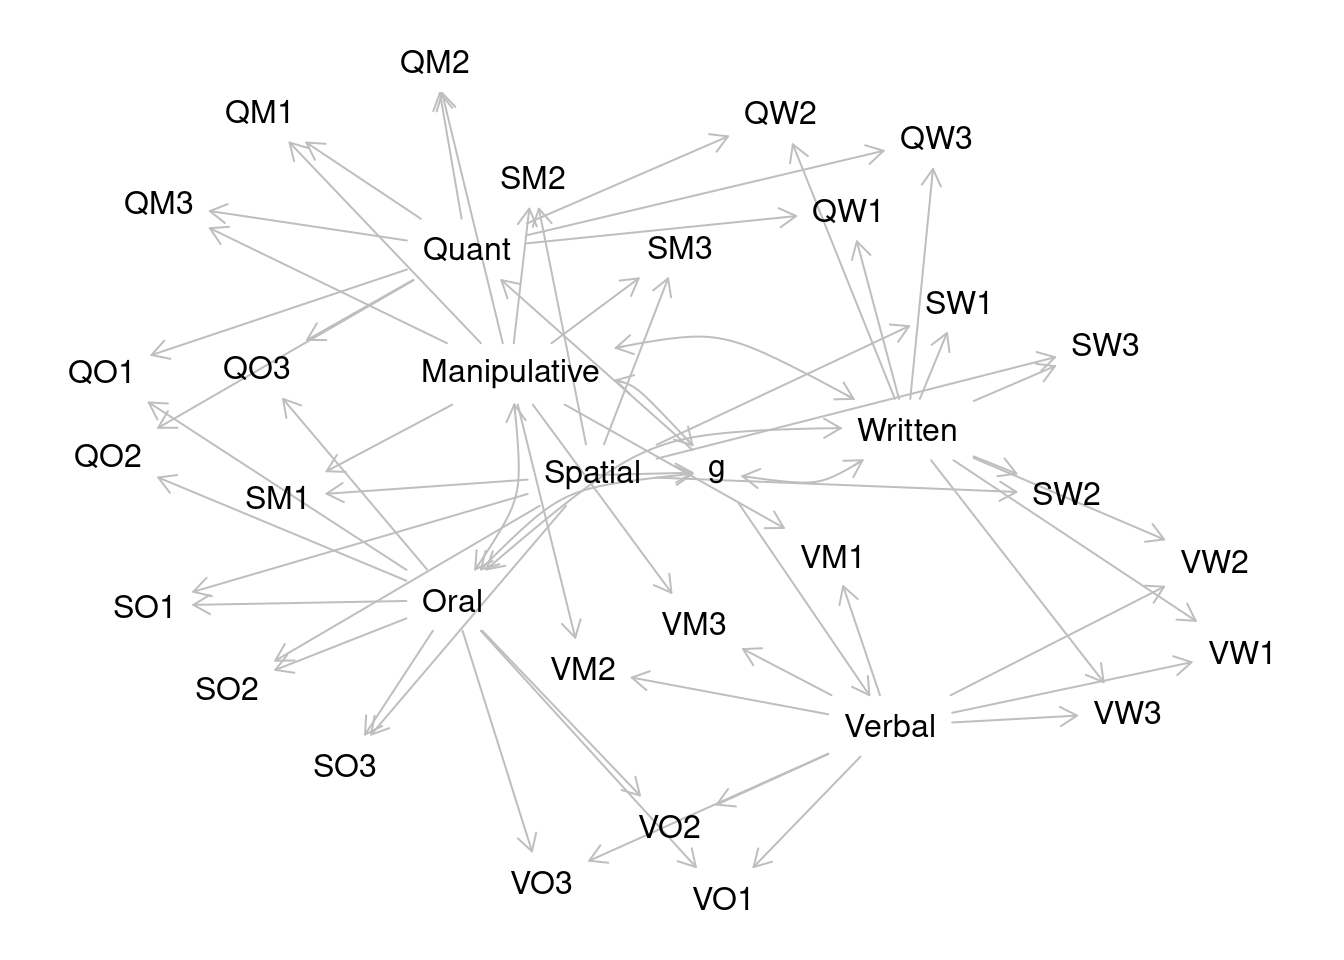 QM2
QM1
QW2
QW3
SM2
QM3
QW1
Quant
SM3
SW1
SW3
QO1
QO3
Manipulative
Written
QO2
Spatial
g
SM1
SW2
VM1
VW2
SO1
Oral
VM3
VW1
VM2
SO2
VW3
Verbal
SO3
VO2
VO3
VO1